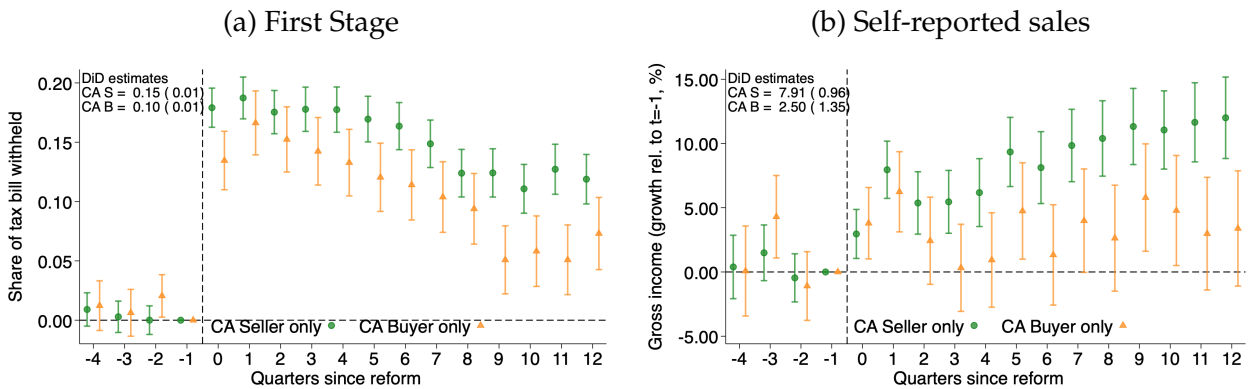 (a) First Stage
DiD estimates
CA S = 0.15 ( 0.01)
CA B = 0.10 ( 0.01)
Share of tax bill withheld
0.20
0.15
0.10
0.05
0.00
CA Seller only
CA Buyer only
-4 -3 -2 -1 0 1 2 3 4 5 6 7 8 9 10 11 12
Quarters since reform
(b) Self-reported sales
DiD estimates
CA S = 7.91 ( 0.96)
CA B = 2.50 ( 1.35)
Gross income (growth rel. to t=-1, %)
15.00
10.00
5.00
0.00
-5.00
CA Seller only
CA Buyer only
-4 -3 -2 -1 0 1 2 3 4 5 6 7 8 9 10 11 12
Quarters since reform